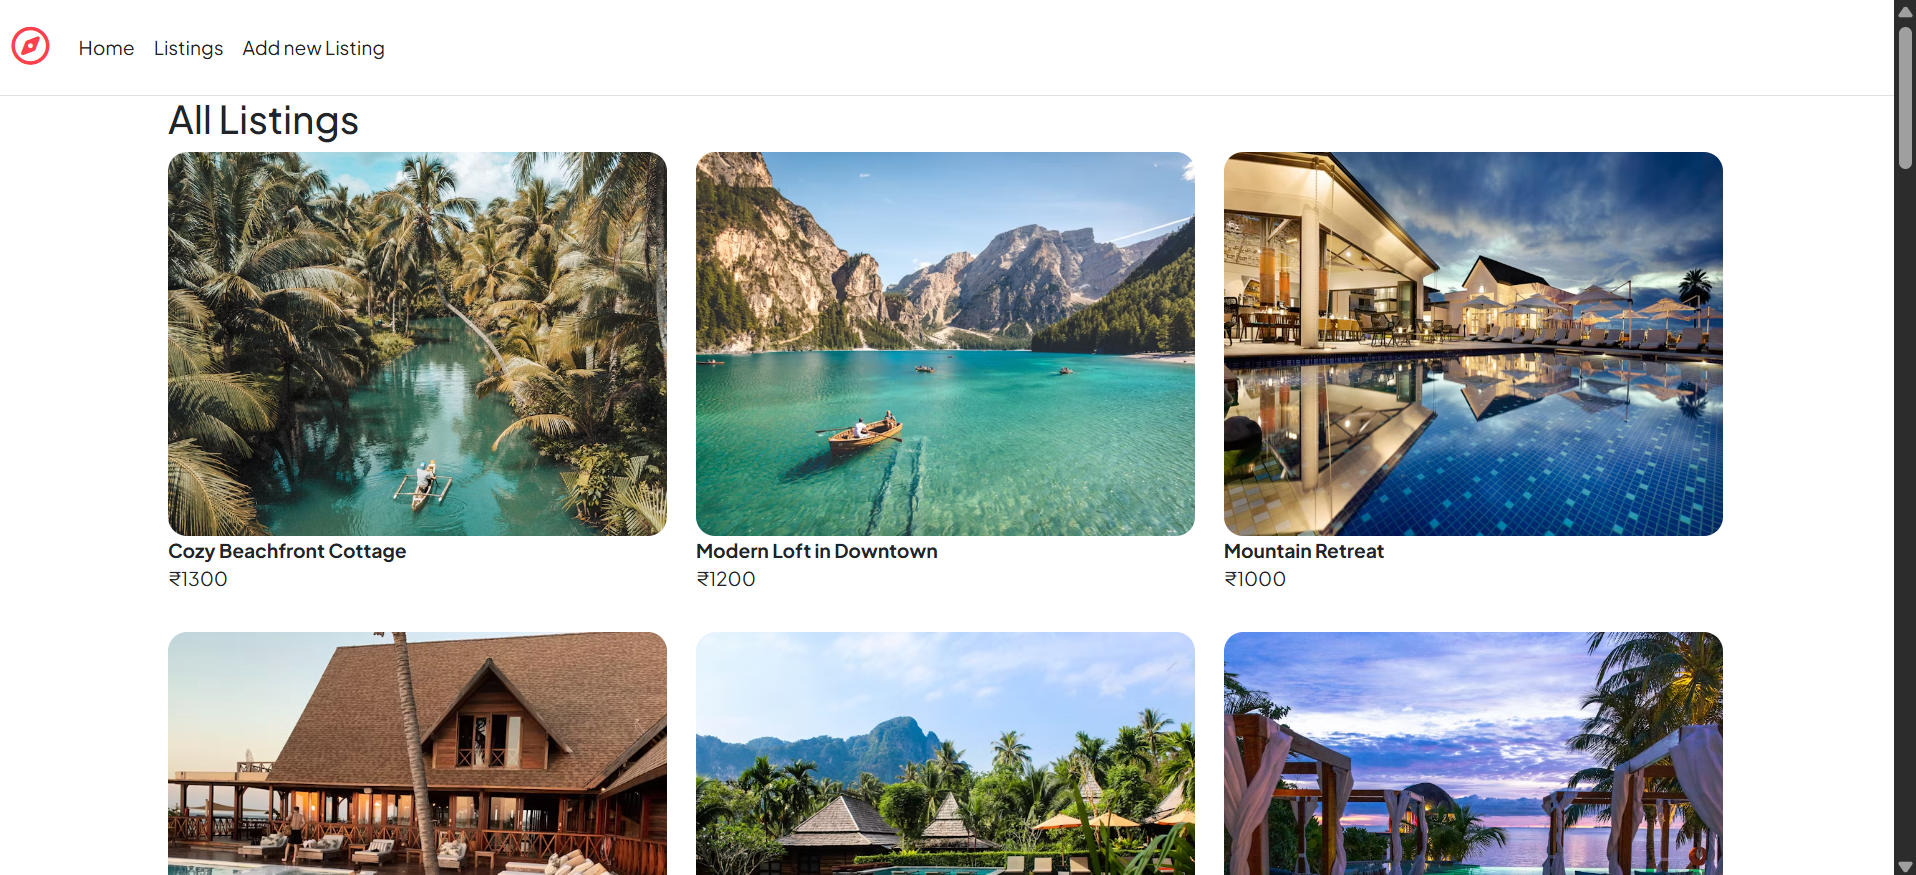 Home Listings Add new Listing
All Listings
Cozy Beachfront Cottage
₹1300
Modern Loft in Downtown
₹1200
Mountain Retreat
₹1000